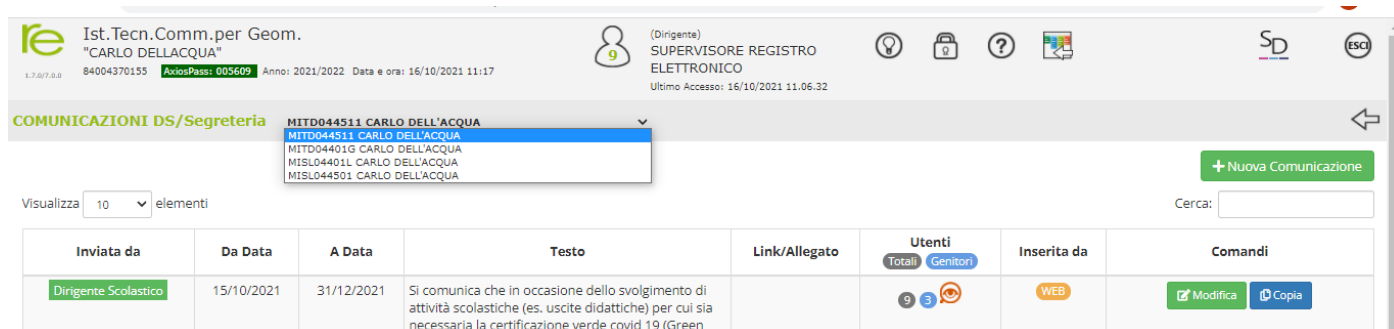 re
Ist.Tecn.Comm.per Geom.
"CARLO DELLACQUA"
1.7.0/7.0.0
84004370155 AxiosPass: 005609 Anno: 2021/2022 Data e ora: 16/10/2021 11:17
9
(Dirigente)
SUPERVISORE REGISTRO
ELETTRONICO
Ultimo Accesso: 16/10/2021 11.06.32
?
SD
ESCI
COMUNICAZIONI DS/Segreteria
MITD044511 CARLO DELL'ACQUA
MITD044511 CARLO DELL'ACQUA
MITD04401G CARLO DELL'ACQUA
MISL04401L CARLO DELL'ACQUA
MISL044501 CARLO DELL'ACQUA
+ Nuova Comunicazione
Visualizza 10 elementi
Cerca:
Inviata da
Da Data
A Data
Testo
Link/Allegato
Utenti
Totali Genitori
Inserita da
Comandi
Dirigente Scolastico
15/10/2021
31/12/2021
Si comunica che in occasione dello svolgimento di
attività scolastiche (es. uscite didattiche) per cui sia
necessaria la certificazione verde covid 19 (Green
9 3
WEB
Modifica
Copia